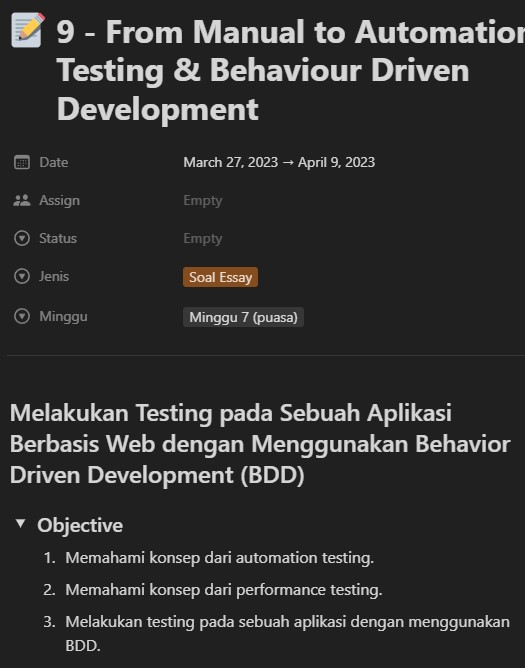 9 - From Manual to Automation
Testing & Behaviour Driven
Development
Date March 27, 2023 → April 9, 2023
Assign Empty
Status Empty
Jenis Soal Essay
Minggu Minggu 7 (puasa)
Melakukan Testing pada Sebuah Aplikasi
Berbasis Web dengan Menggunakan Behavior
Driven Development (BDD)
Objective
1. Memahami konsep dari automation testing.
2. Memahami konsep dari performance testing.
3. Melakukan testing pada sebuah aplikasi dengan menggunakan
BDD.